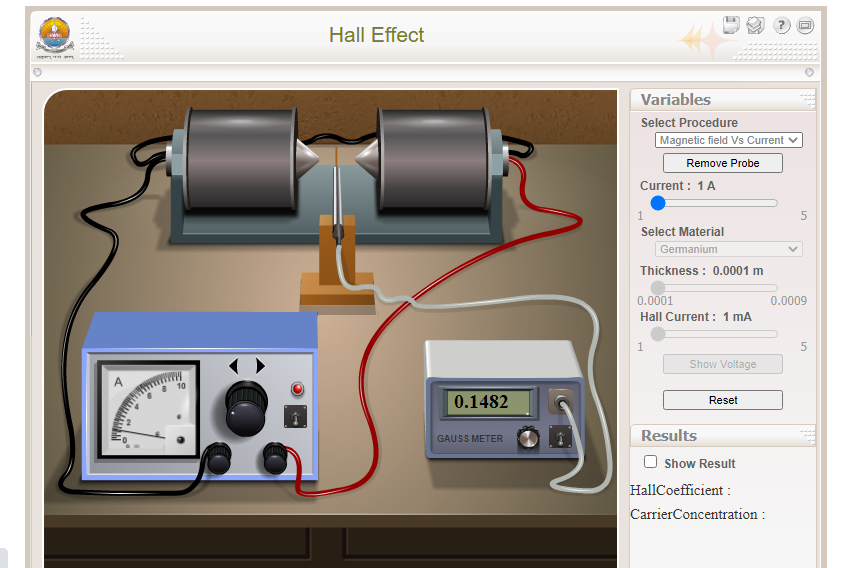 Hall Effect
Variables
Select Procedure
Magnetic field Vs Current
Remove Probe
Current : 1 A
1 5
Select Material
Germanium
Thickness : 0.0001 m
0.0001 0.0009
Hall Current : 1 mA
1 5
Show Voltage
Reset
Results
Show Result
HallCoefficient :
CarrierConcentration :
A
0 2 4 6 8 10
0.1482
GAUSS METER